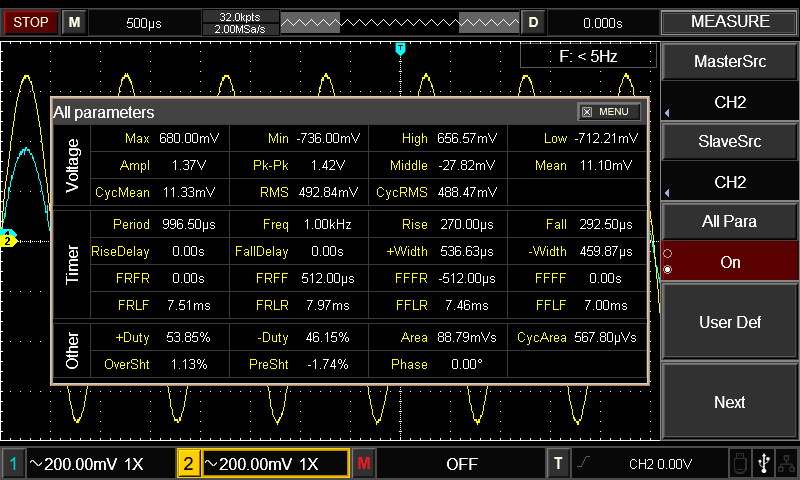 STOP M 500µs 32.0kpts D 0.000s MEASURE
2.00MSa/s
T
F: < 5Hz
MasterSrc
CH2
SlaveSrc
CH2
All Para
On
User Def
Next
All parameters MENU
Voltage
Max 680.00mV Min -736.00mV High 656.57mV Low -712.21mV
Ampl 1.37V Pk-Pk 1.42V Middle -27.82mV Mean 11.10mV
CycMean 11.33mV RMS 492.84mV CycRMS 488.47mV
Timer
Period 996.50µs Freq 1.00kHz Rise 270.00µs Fall 292.50µs
RiseDelay 0.00s FallDelay 0.00s +Width 536.63µs -Width 459.87µs
FRFR 0.00s FRFF 512.00µs FFFR -512.00µs FFFF 0.00s
FRLF 7.51ms FRLR 7.97ms FFLR 7.46ms FFLF 7.00ms
Other
+Duty 53.85% -Duty 46.15% Area 88.79mVs CycArea 567.80µVs
OverSht 1.13% PreSht -1.74% Phase 0.00°
2
1 200.00mV 1X 2 200.00mV 1X M OFF T CH2 0.00V